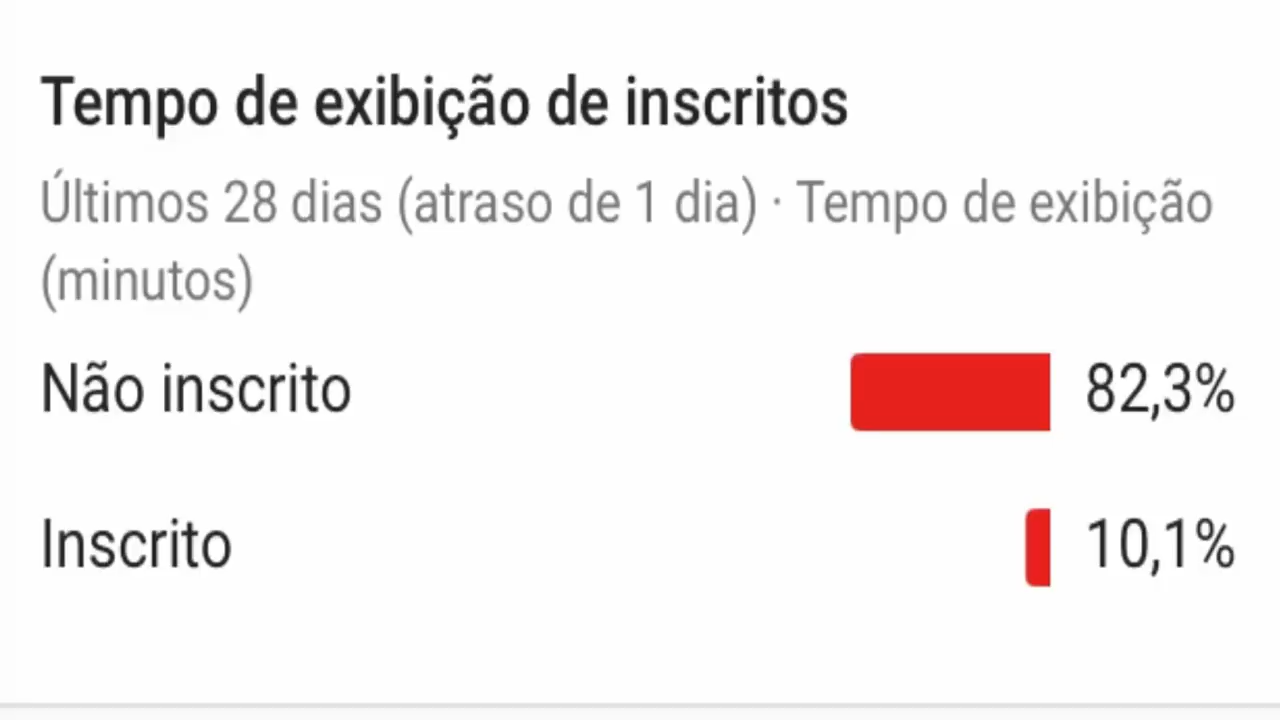 Tempo de exibição de inscritos
Últimos 28 dias (atraso de 1 dia) · Tempo de exibição
(minutos)
Não inscrito 82,3%
Inscrito 10,1%